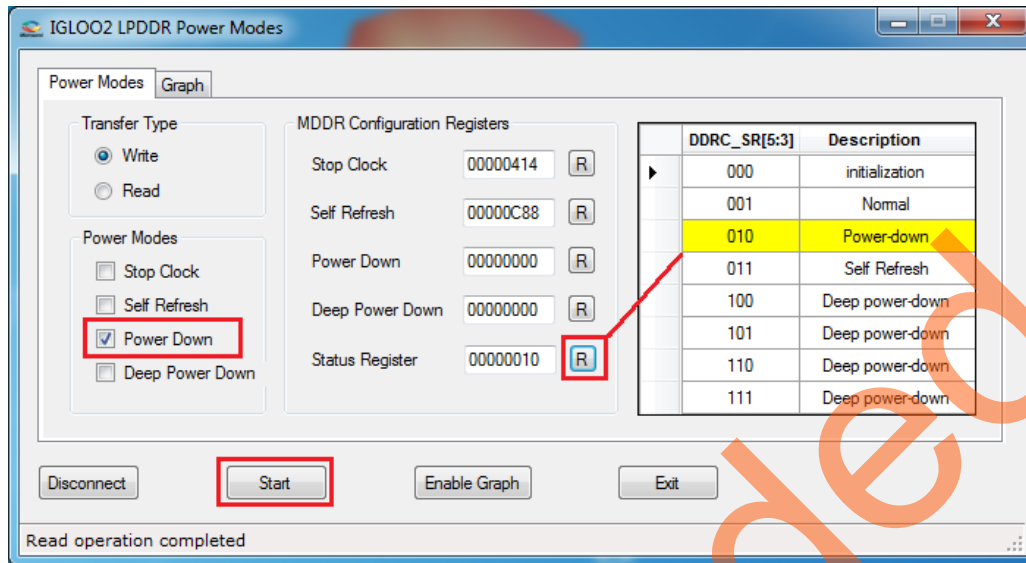 IGLOO2 LPDDR Power Modes
Power Modes Graph
Transfer Type
Write
Read
Power Modes
Stop Clock
Self Refresh
Power Down
Deep Power Down
MDDR Configuration Registers
Stop Clock 00000414 R
Self Refresh 00000C88 R
Power Down 00000000 R
Deep Power Down 00000000 R
Status Register 00000010 R
DDRC_SR[5:3] Description
000 initialization
001 Normal
010 Power-down
011 Self Refresh
100 Deep power-down
101 Deep power-down
110 Deep power-down
111 Deep power-down
Disconnect Start Enable Graph Exit
Read operation completed
ded